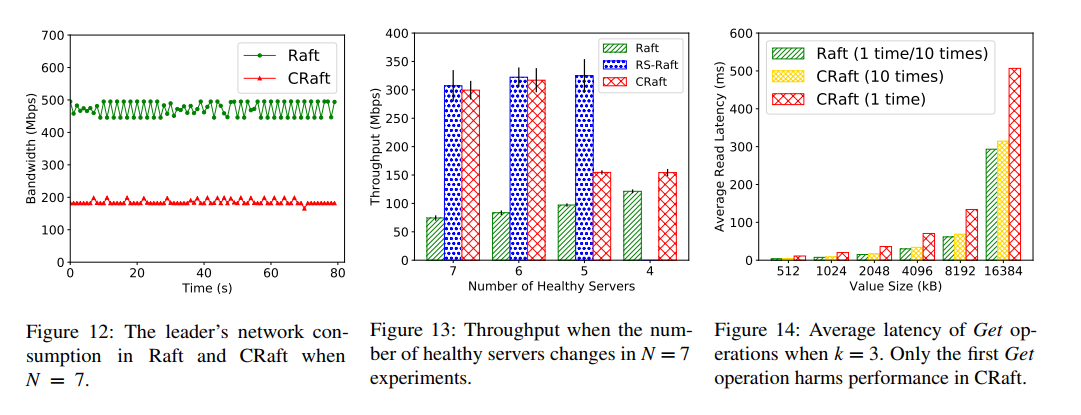 700
600
500
400
300
200
100
0
Bandwidth (Mbps)
Raft
CRaft
0 20 40 60 80
Time (s)
400
350
300
250
200
150
100
50
0
Throughput (Mbps)
Raft
RS-Raft
CRaft
7 6 5 4
Number of Healthy Servers
600
500
400
300
200
100
0
Average Read Latency (ms)
Raft (1 time/10 times)
CRaft (10 times)
CRaft (1 time)
512 1024 2048 4096 8192 16384
Value Size (kB)
Figure 12: The leader’s network con-
sumption in Raft and CRaft when
N = 7.
Figure 13: Throughput when the num-
ber of healthy servers changes in N = 7
experiments.
Figure 14: Average latency of Get op-
erations when k = 3. Only the first Get
operation harms performance in CRaft.